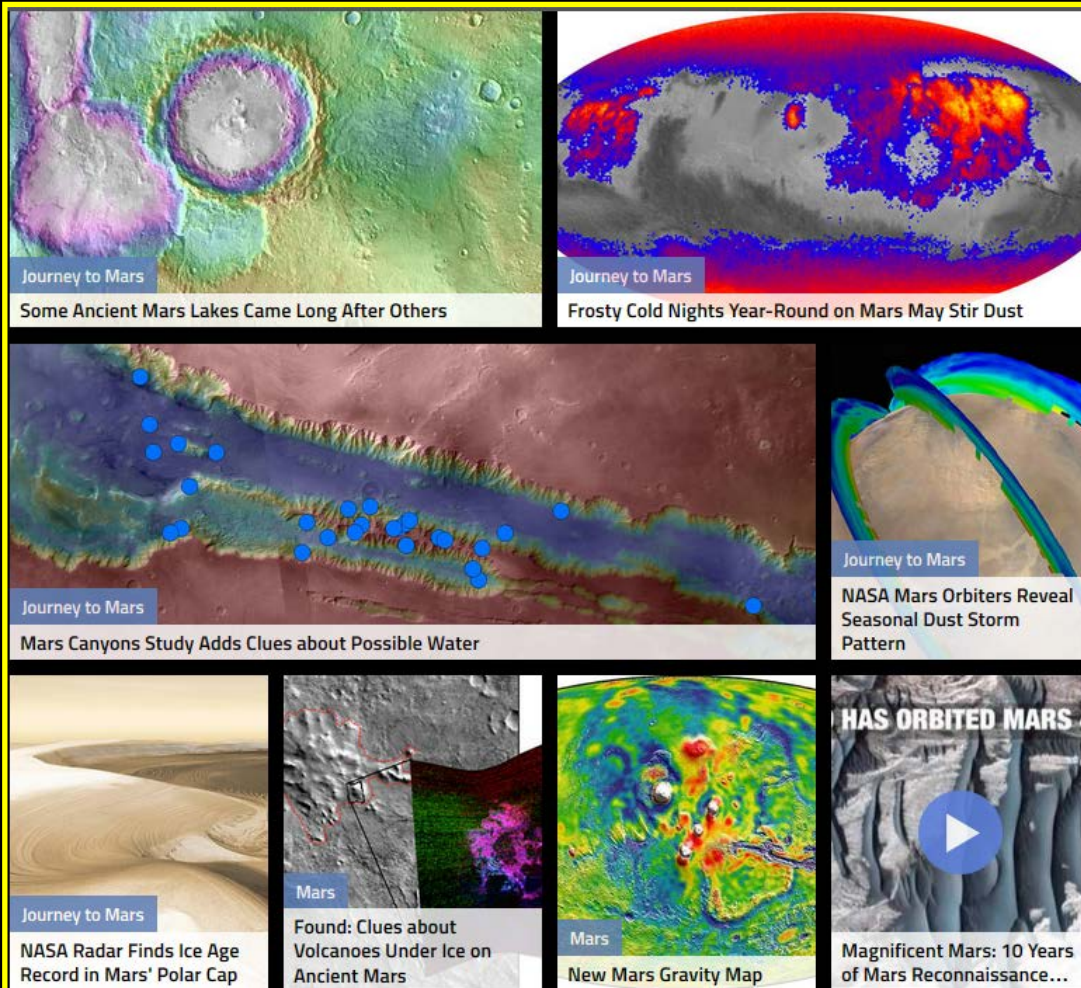 Journey to Mars
Some Ancient Mars Lakes Came Long After Others
Journey to Mars
Frosty Cold Nights Year-Round on Mars May Stir Dust
Journey to Mars
Mars Canyons Study Adds Clues about Possible Water
Journey to Mars
NASA Mars Orbiters Reveal
Seasonal Dust Storm
Pattern
Journey to Mars
NASA Radar Finds Ice Age
Record in Mars' Polar Cap
Mars
Found: Clues about
Volcanoes Under Ice on
Ancient Mars
Mars
New Mars Gravity Map
HAS ORBITED MARS
Magnificent Mars: 10 Years
of Mars Reconnaissance...